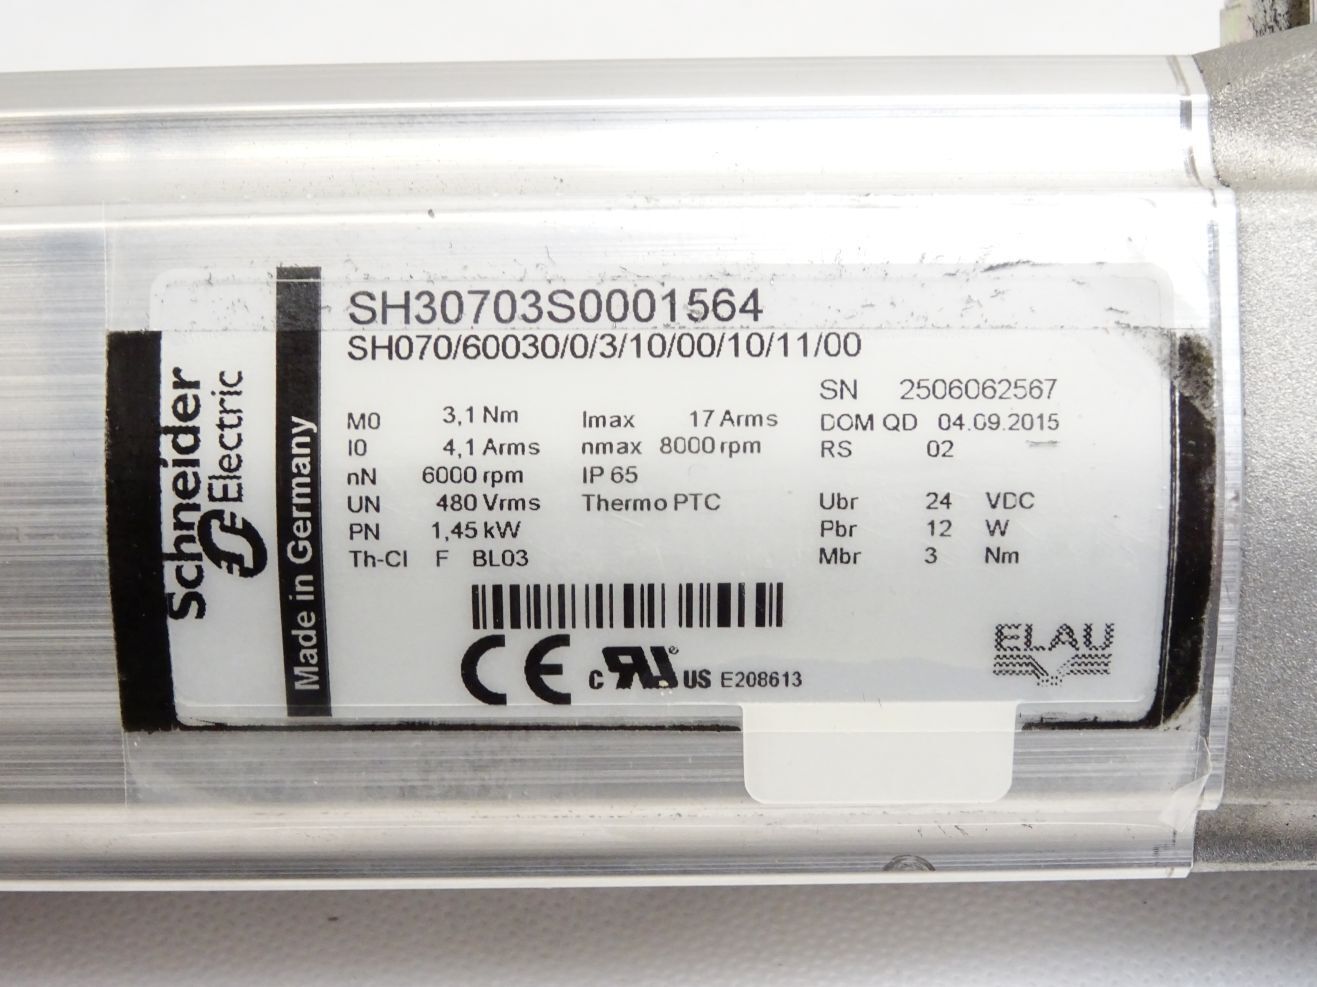 SH30703S0001564
SH070/60030/0/3/10/00/10/11/00
SN 2506062567
M0 3,1 Nm Imax 17 Arms DOM QD 04.09.2015
I0 4,1 Arms nmax 8000 rpm RS 02
nN 6000 rpm IP 65
UN 480 Vrms Thermo PTC Ubr 24 VDC
PN 1,45 kW Pbr 12 W
Th-Cl F BL03 Mbr 3 Nm
CE c RU US E208613
ELAU
Schneider
Electric
Made in Germany